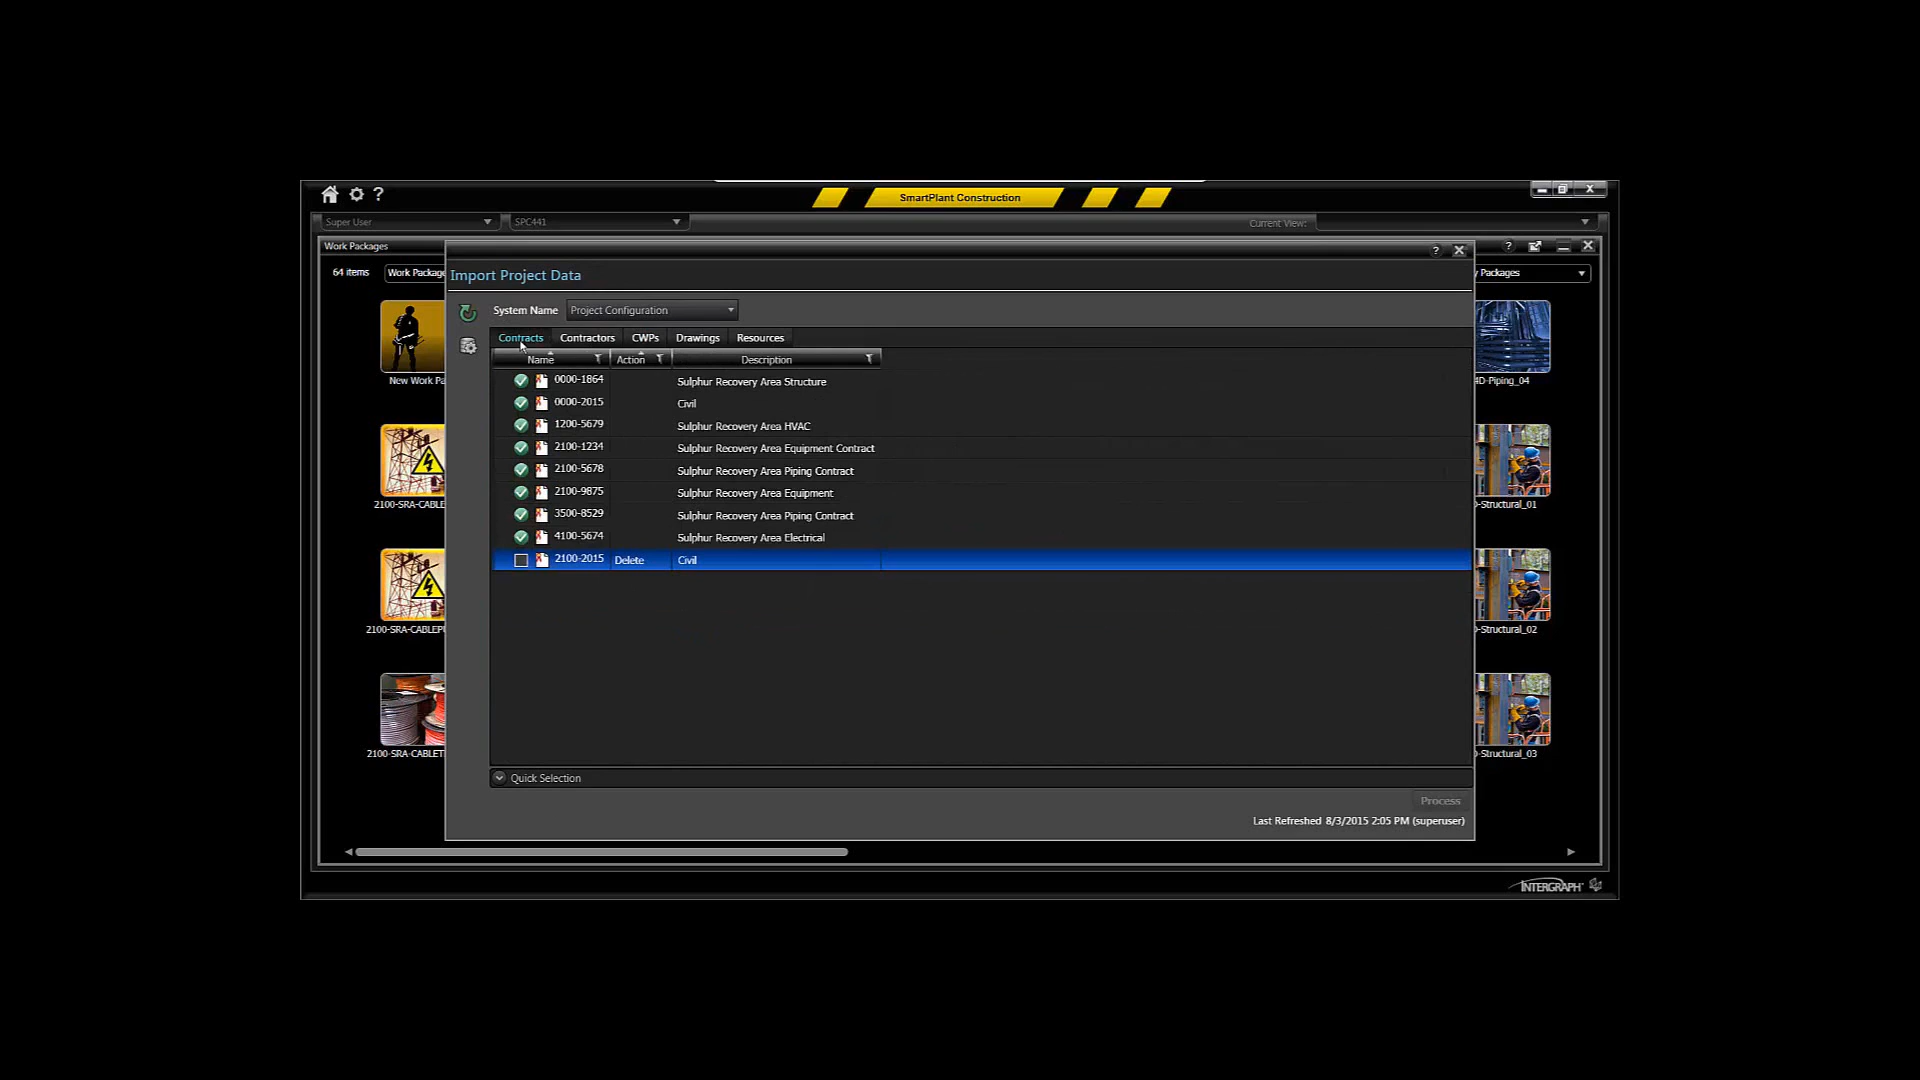 ?
SmartPlant Construction
Super User
SPC441
Current View:
Work Packages
?
?
Import Project Data
64 items
Work Package
y Packages
System Name
Project Configuration
Contracts
Contractors
CWPs
Drawings
Resources
Name
Action
Description
0000-1864 Sulphur Recovery Area Structure
0000-2015 Civil
1200-5679 Sulphur Recovery Area HVAC
2100-1234 Sulphur Recovery Area Equipment Contract
2100-5678 Sulphur Recovery Area Piping Contract
2100-9875 Sulphur Recovery Area Equipment
3500-8529 Sulphur Recovery Area Piping Contract
4100-5674 Sulphur Recovery Area Electrical
2100-2015 Delete Civil
New Work Pa
4D-Piping_04
2100-SRA-CABLE
-Structural_01
2100-SRA-CABLEPU
-Structural_02
2100-SRA-CABLETE
-Structural_03
Quick Selection
Process
Last Refreshed 8/3/2015 2:05 PM (superuser)
INTERGRAPH